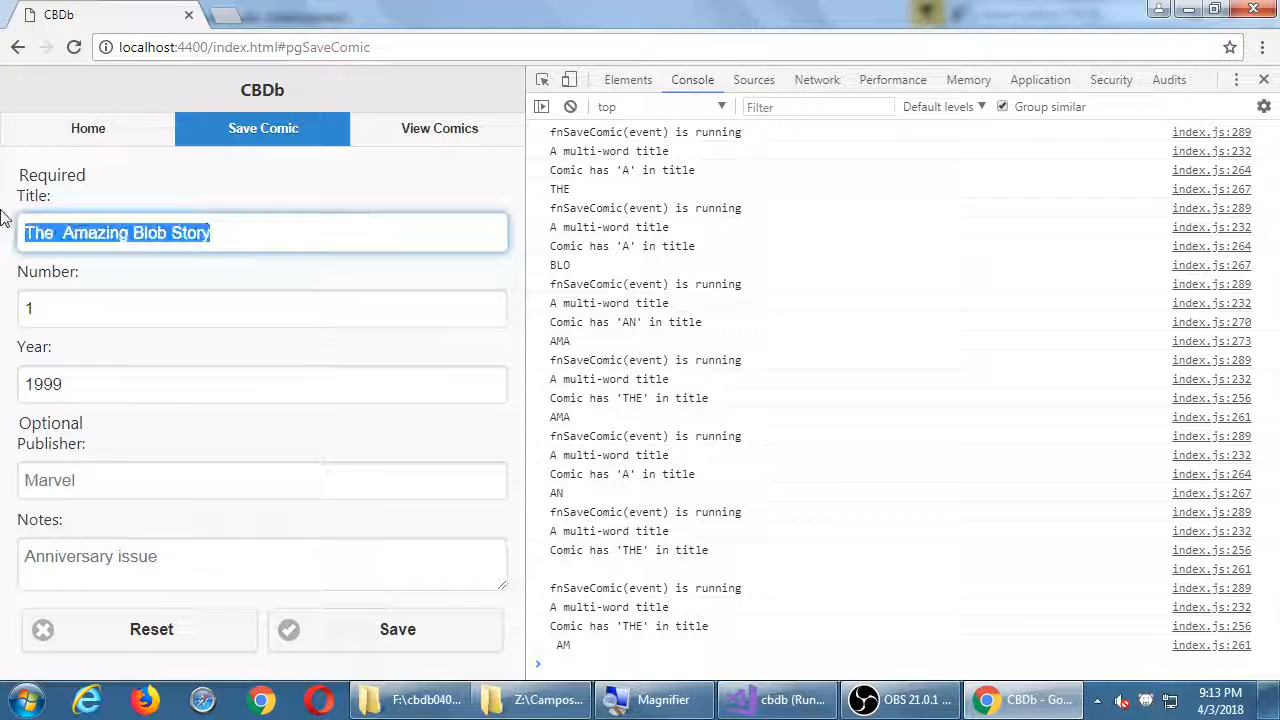 CBDb
localhost:4400/index.html#pgSaveComic
CBDb
Home
Save Comic
View Comics
Required
Title:
The  Amazing Blob Story
Number:
1
Year:
1999
Optional
Publisher:
Marvel
Notes:
Anniversary issue
Reset
Save
Elements Console Sources Network Performance Memory Application Security Audits
top Filter Default levels Group similar
fnSaveComic(event) is running index.js:289
A multi-word title index.js:232
Comic has 'A' in title index.js:264
THE index.js:267
fnSaveComic(event) is running index.js:289
A multi-word title index.js:232
Comic has 'A' in title index.js:264
BLO index.js:267
fnSaveComic(event) is running index.js:289
A multi-word title index.js:232
Comic has 'AN' in title index.js:270
AMA index.js:273
fnSaveComic(event) is running index.js:289
A multi-word title index.js:232
Comic has 'THE' in title index.js:256
AMA index.js:261
fnSaveComic(event) is running index.js:289
A multi-word title index.js:232
Comic has 'A' in title index.js:264
AN index.js:267
fnSaveComic(event) is running index.js:289
A multi-word title index.js:232
Comic has 'THE' in title index.js:256
index.js:261
fnSaveComic(event) is running index.js:289
A multi-word title index.js:232
Comic has 'THE' in title index.js:256
AM index.js:261
F:\cbdb040... Z:\Campos... Magnifier cbdb (Run... OBS 21.0.1 ... CBDb - Go...
9:13 PM
4/3/2018